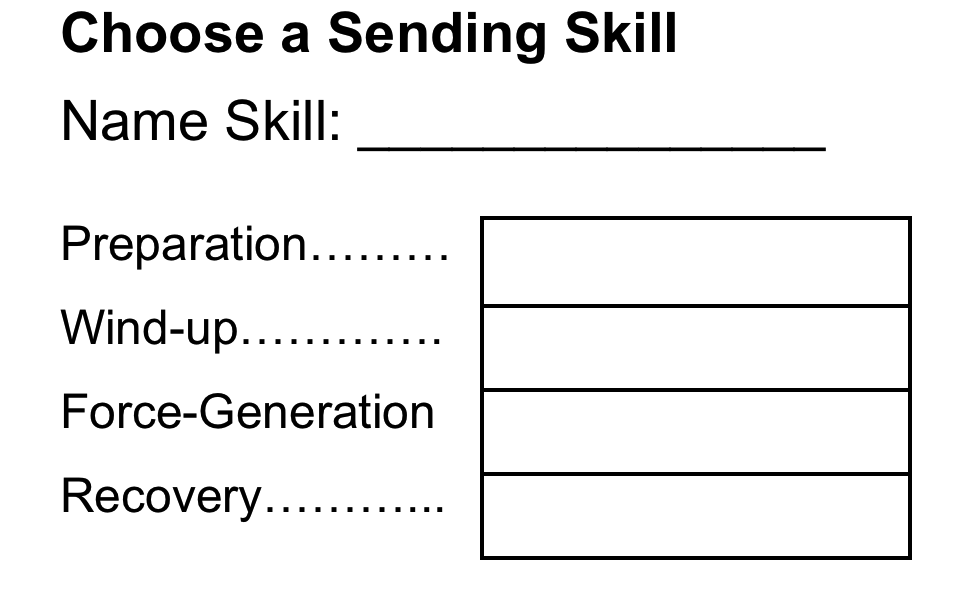 Choose a Sending Skill
Name Skill: _______________
Preparation………
Wind-up………….
Force-Generation
Recovery………...